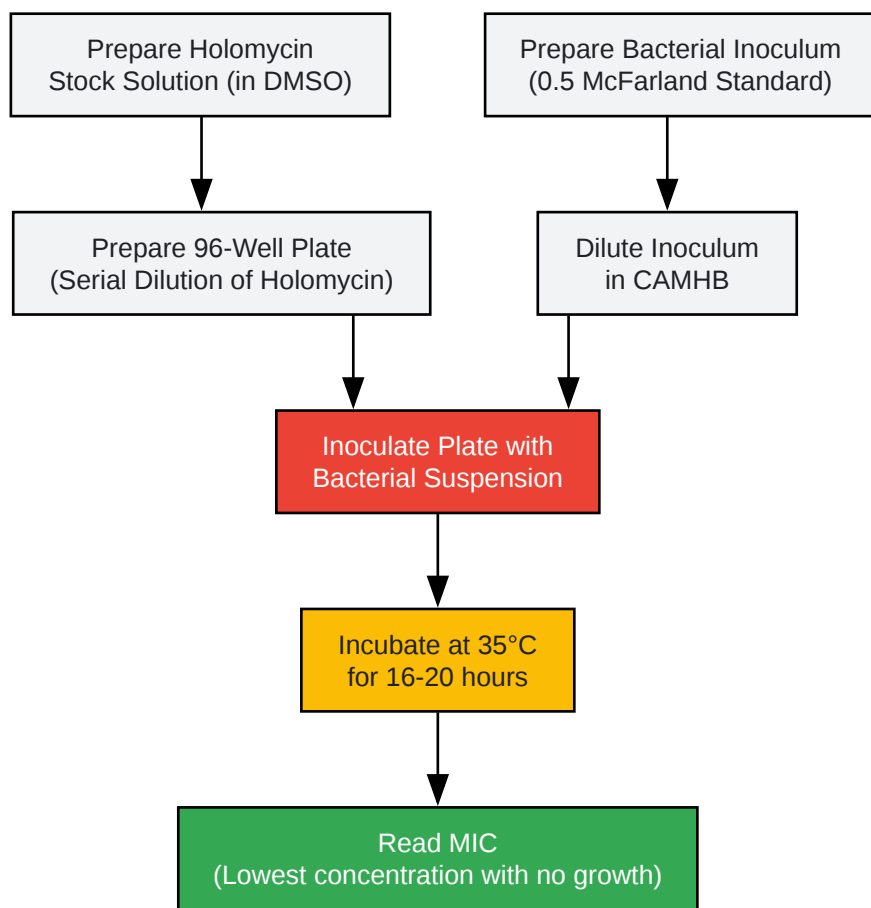 Prepare Holomycin
Stock Solution (in DMSO)
Prepare Bacterial Inoculum
(0.5 McFarland Standard)
Prepare 96-Well Plate
(Serial Dilution of Holomycin)
Dilute Inoculum
in CAMHB
Inoculate Plate with
Bacterial Suspension
Incubate at 35°C
for 16-20 hours
Read MIC
(Lowest concentration with no growth)